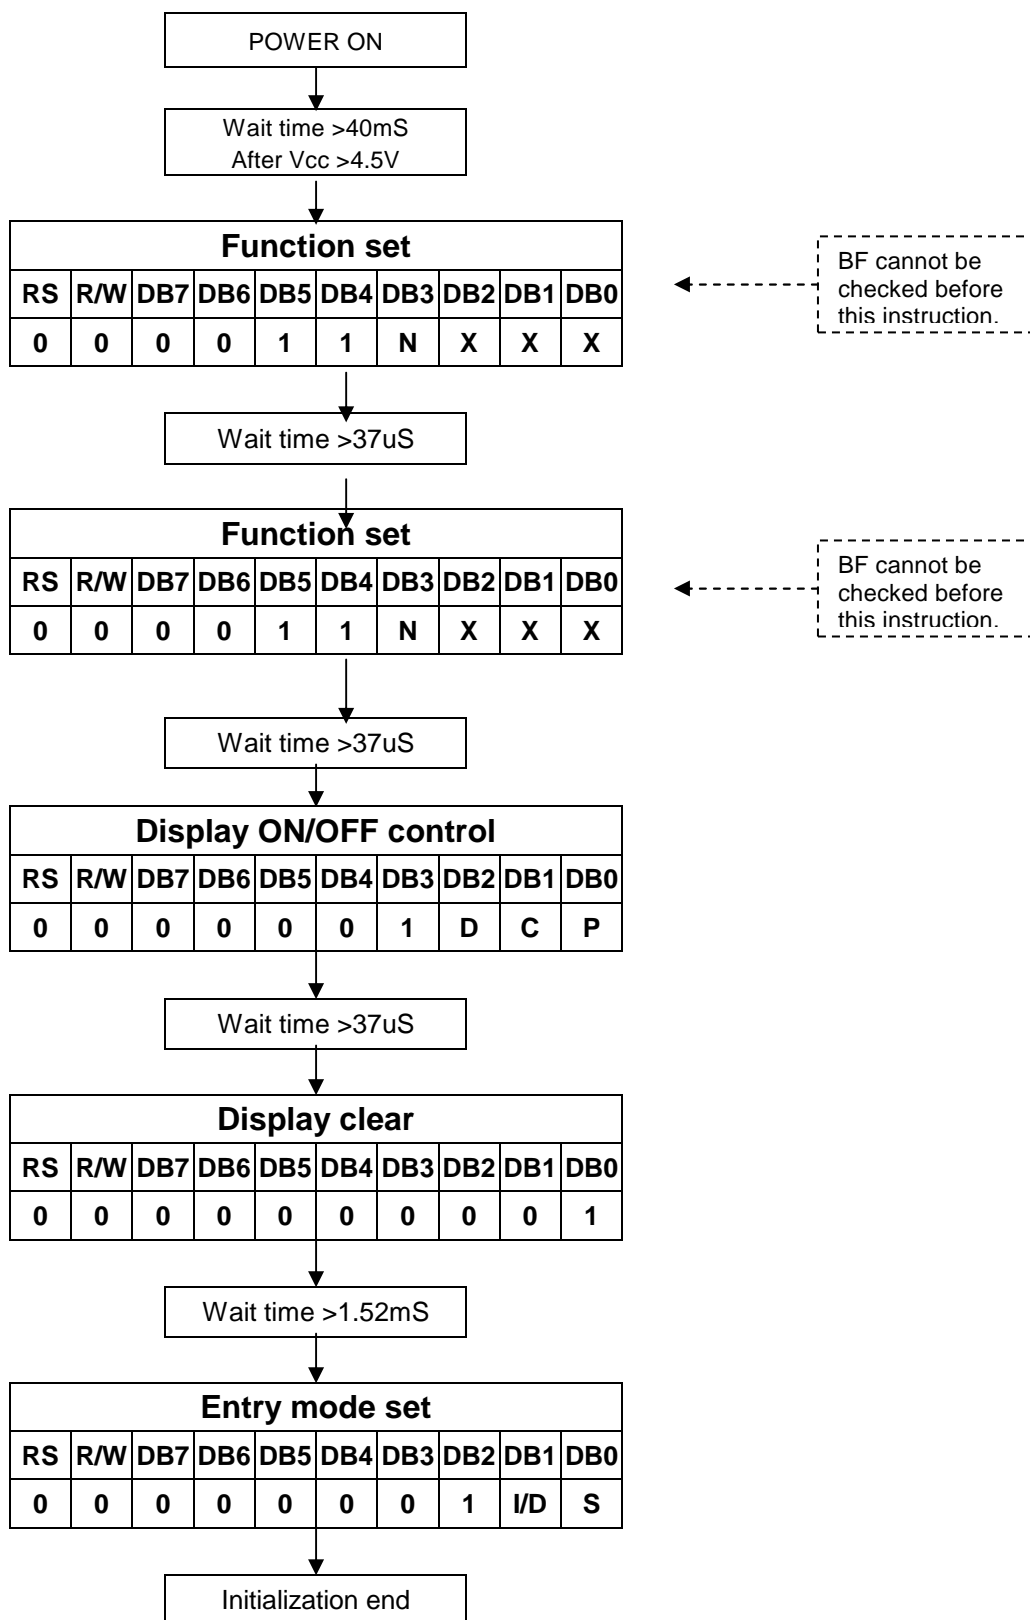 POWER ON
Wait time >40mS
After Vcc >4.5V
Function set
RS R/W DB7 DB6 DB5 DB4 DB3 DB2 DB1 DB0
0 0 0 0 1 1 N X X X
BF cannot be
checked before
this instruction.
Wait time >37uS
Function set
RS R/W DB7 DB6 DB5 DB4 DB3 DB2 DB1 DB0
0 0 0 0 1 1 N X X X
BF cannot be
checked before
this instruction.
Wait time >37uS
Display ON/OFF control
RS R/W DB7 DB6 DB5 DB4 DB3 DB2 DB1 DB0
0 0 0 0 0 0 1 D C P
Wait time >37uS
Display clear
RS R/W DB7 DB6 DB5 DB4 DB3 DB2 DB1 DB0
0 0 0 0 0 0 0 0 0 1
Wait time >1.52mS
Entry mode set
RS R/W DB7 DB6 DB5 DB4 DB3 DB2 DB1 DB0
0 0 0 0 0 0 0 1 I/D S
Initialization end